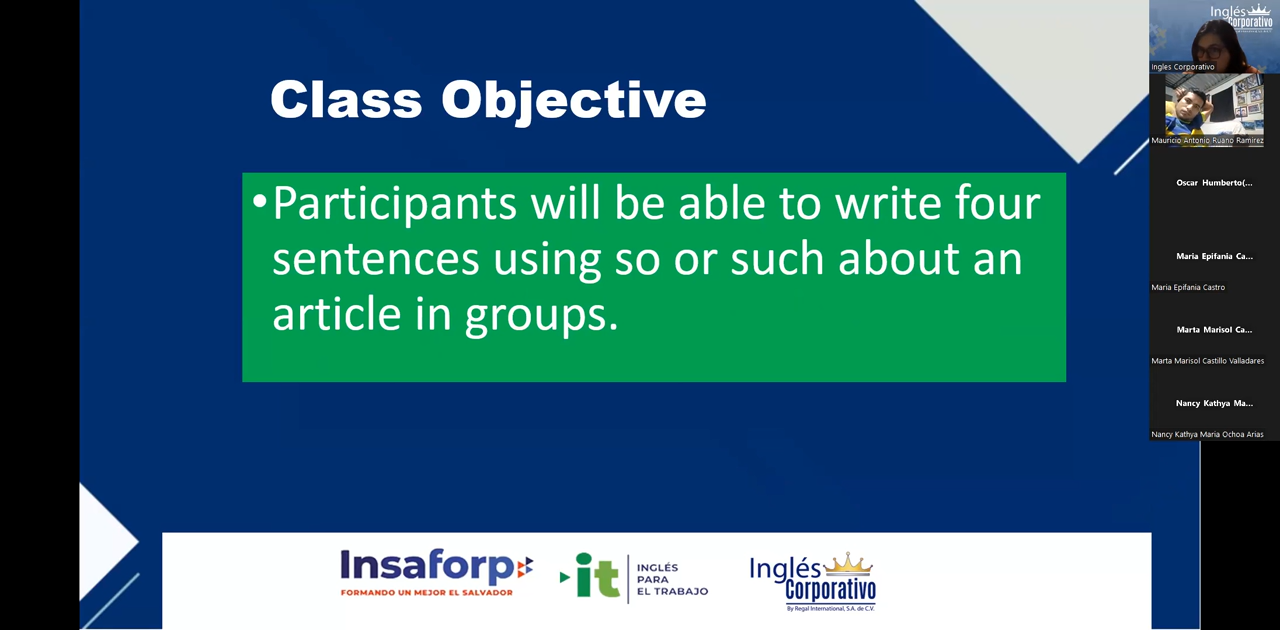 Class Objective
•Participants will be able to write four
sentences using so or such about an
article in groups.
Insaforp
FORMANDO UN MEJOR EL SALVADOR
it
INGLÉS
PARA
EL TRABAJO
Inglés
Corporativo
By Regal International, S.A. de C.V.
Inglés
Corporativo
Ingles Corporativo
Mauricio Antonio Ruano Ramirez
Oscar Humberto(...
Maria Epifania Ca...
Maria Epifania Castro
Marta Marisol Ca...
Marta Marisol Castillo Valladares
Nancy Kathya Ma...
Nancy Kathya Maria Ochoa Arias